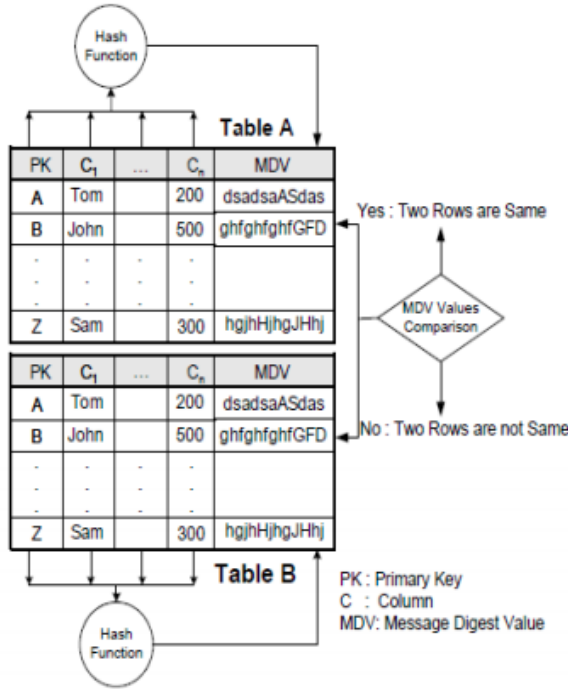 Hash
Function
Table A
PK C₁ ... Cₙ MDV
A Tom 200 dsadsaASdas
B John 500 ghfghfghfGFD
. . . .
. . . .
. . . .
Z Sam 300 hgjhHjhgJHhj
Yes : Two Rows are Same
MDV Values
Comparison
No : Two Rows are not Same
PK C₁ ... Cₙ MDV
A Tom 200 dsadsaASdas
B John 500 ghfghfghfGFD
. . . .
. . . .
. . . .
Z Sam 300 hgjhHjhgJHhj
Table B
Hash
Function
PK : Primary Key
C : Column
MDV: Message Digest Value